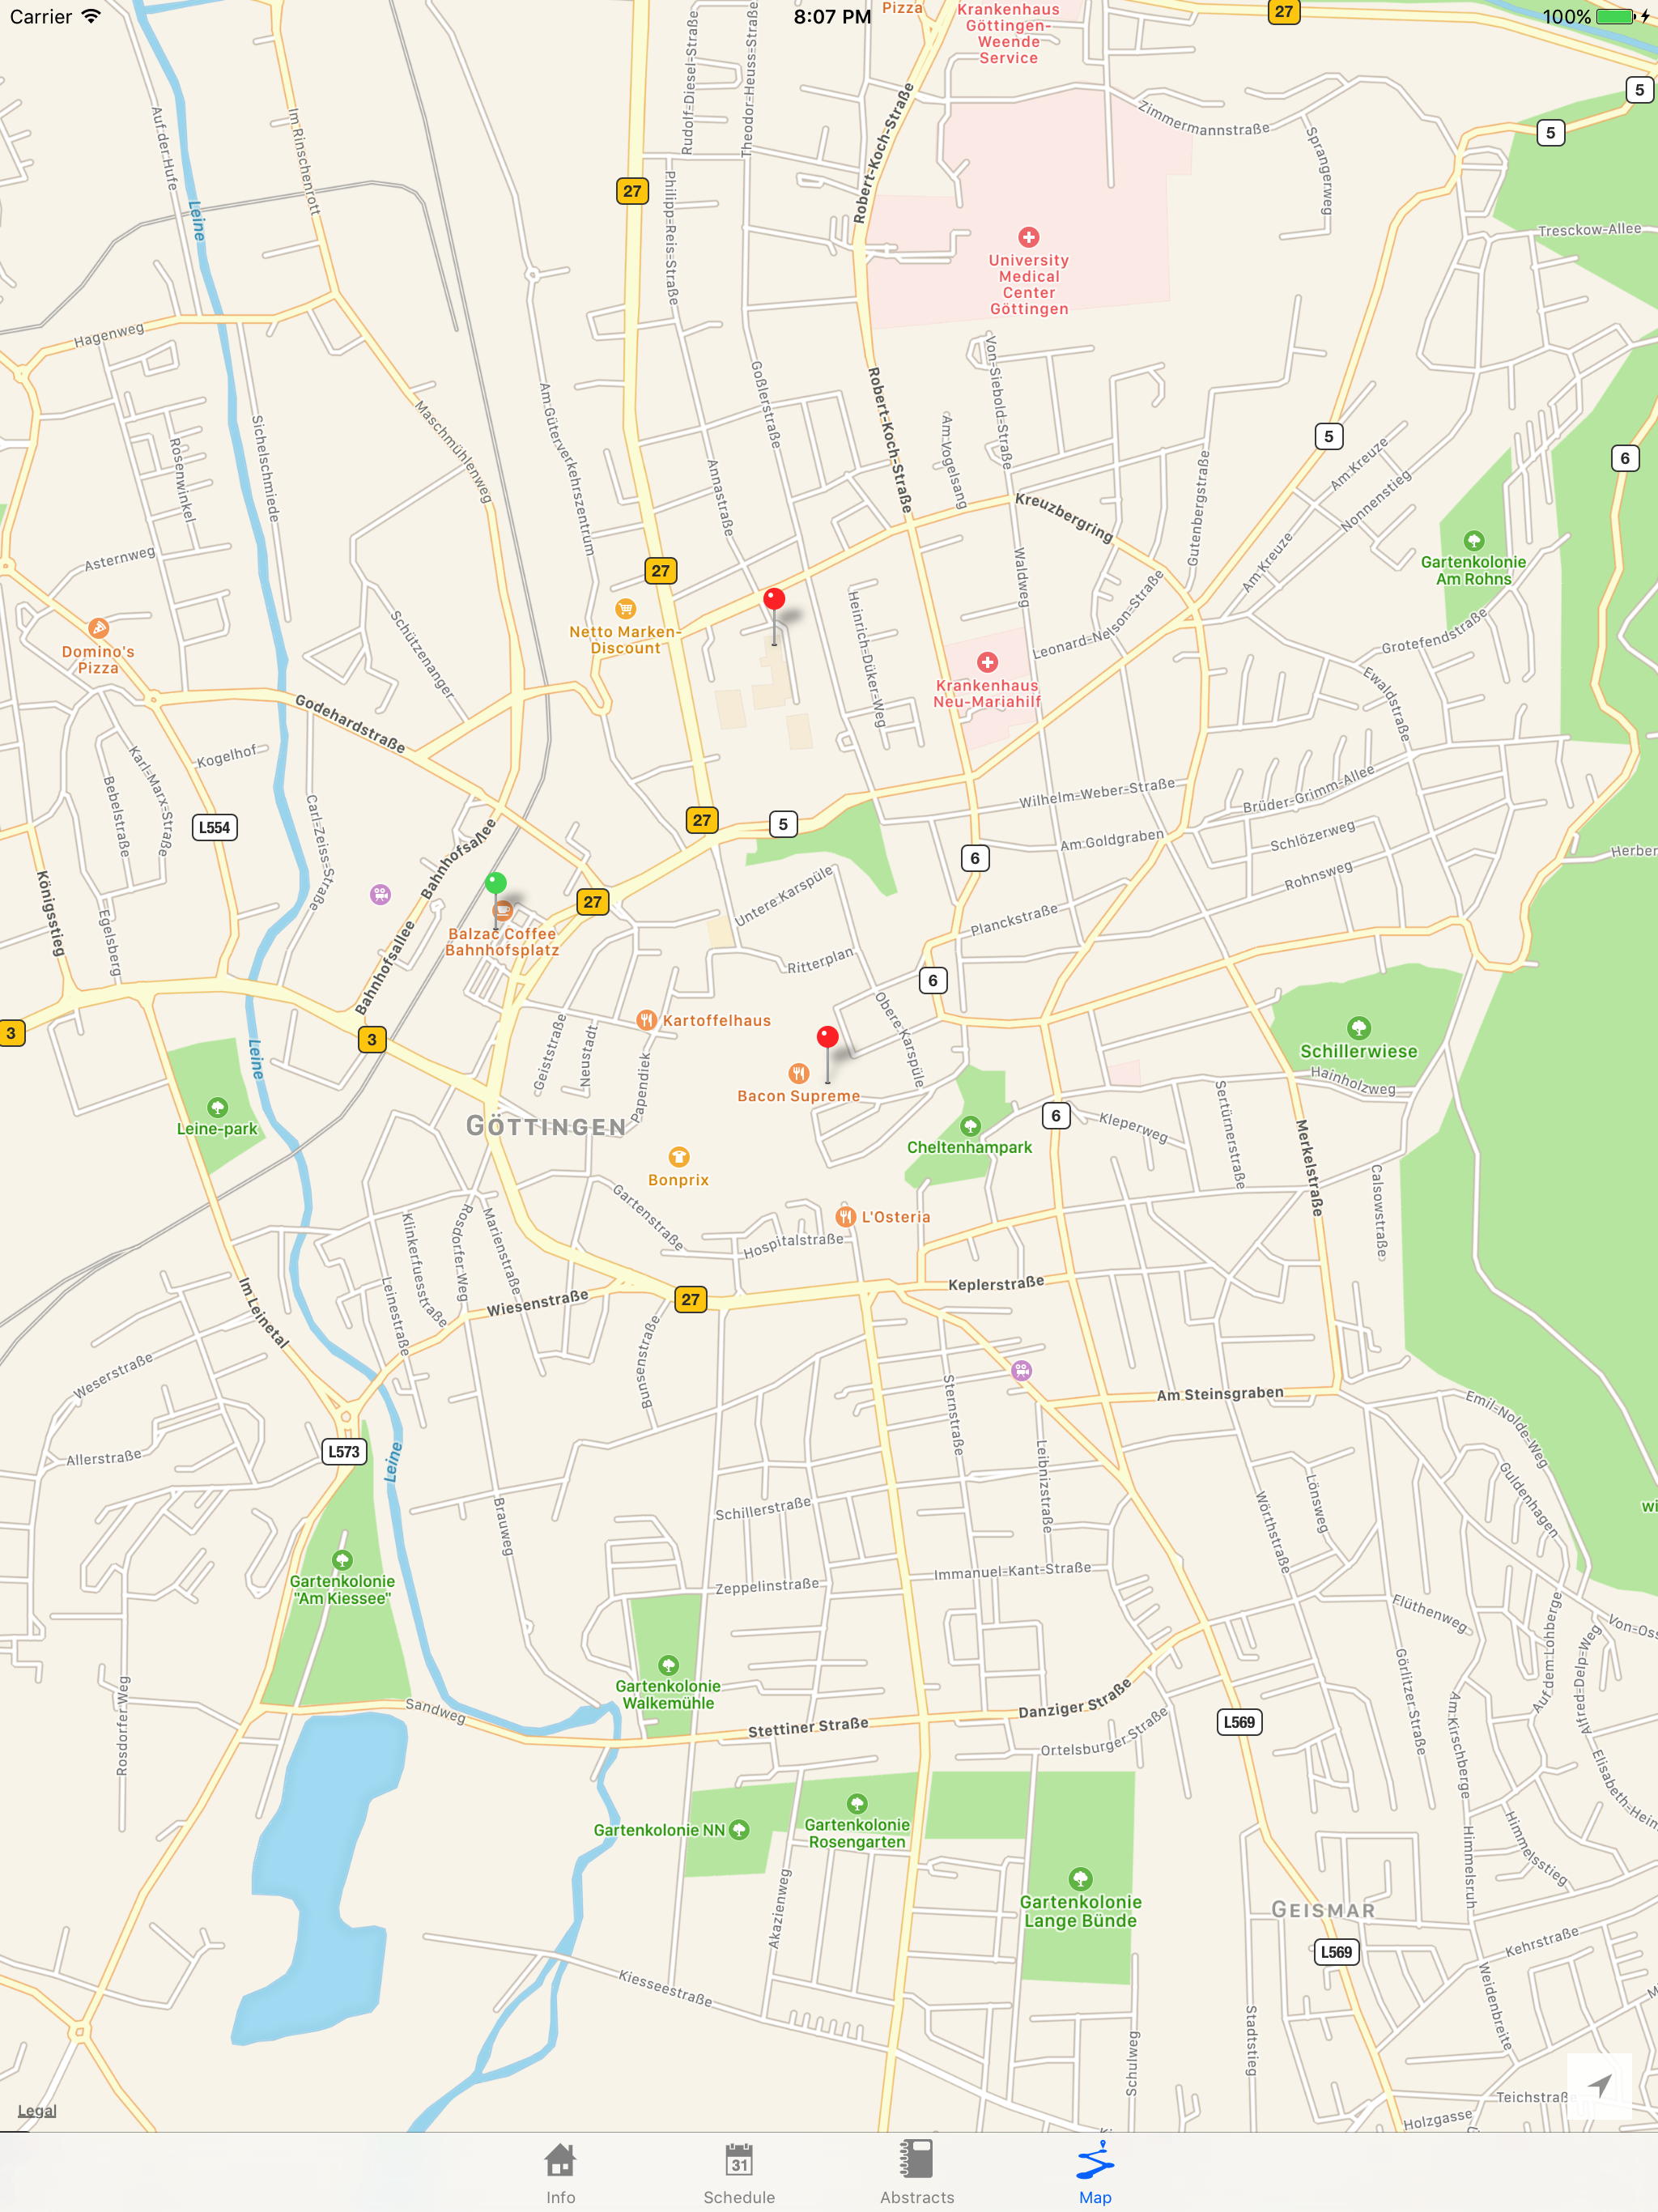 Carrier
8:07 PM
100%
Pizza
Krankenhaus
Göttingen-
Weende
Service
27
5
5
Zimmermannstraße
Sprangerweg
Tresckow-Allee
Auf der Hufe
Im Rinschenrott
Leine
Rudolf-Diesel-Straße
Theodor-Heuss-Straße
Robert-Koch-Straße
27
Philipp-Reis-Straße
University
Medical
Center
Göttingen
Hagenweg
Von-Siebold-Straße
Goßlerstraße
Robert-Koch-Straße
Am Güterverkehrszentrum
Maschmühlenweg
Sichelschmiede
Rosenwinkel
Annastraße
Am Vogelsang
Kreuzbergring
Gutenbergstraße
5
Am Kreuze
Nonnenstieg
6
Asternweg
27
Waldweg
Am Kreuze
Gartenkolonie
Am Rohns
Domino's
Pizza
Netto Marken-
Discount
Schützenanger
Heinrich-Düker-Weg
Leonard-Nelson-Straße
Grotefendstraße
Krankenhaus
Neu-Mariahilf
Ewaldstraße
Godehardstraße
Kogelhof
Karl-Marx-Straße
Bebelstraße
L554
Carl-Zeiss-Straße
Bahnhofsallee
27
5
Wilhelm-Weber-Straße
Brüder-Grimm-Allee
Am Goldgraben
Schlözerweg
6
Rohnsweg
Herber
Königsstieg
Egelsberg
27
Untere Karspüle
Planckstraße
Balzac Coffee
Bahnhofsplatz
Bahnhofsallee
Ritterplan
6
Obere Karspüle
3
3
Leine
Geiststraße
Neustadt
Papendiek
Kartoffelhaus
Bacon Supreme
Schillerwiese
Hainholzweg
Leine-park
GÖTTINGEN
6
Kleperweg
Sertürnerstraße
Merkelstraße
Cheltenhampark
Bonprix
Calsowstraße
Gartenstraße
L'Osteria
Hospitalstraße
Klinkerfuesstraße
Rosdorfer Weg
Marienstraße
Leinestraße
Im Leinetal
Wiesenstraße
27
Keplerstraße
Busenstraße
Weserstraße
Am Steinsgraben
Emil-Nolde-Weg
Sternstraße
Allerstraße
L573
Leine
Leibnizstraße
Guldenhagen
Lönsweg
Wörthstraße
wi
Brauweg
Schillerstraße
Gartenkolonie
"Am Kiessee"
Zeppelinstraße
Immanuel-Kant-Straße
Flüthenweg
Auf dem Lohberge
Alfred-Delp-Weg
Von-Oss
Rosdorfer Weg
Gartenkolonie
Walkemühle
Görlitzer Straße
Am Kirschberge
Sandweg
Stettiner Straße
Danziger Straße
Ortelsburger Straße
L569
Elisabeth-Hein
Gartenkolonie NN
Gartenkolonie
Rosengarten
Himmelsruh
Himmelsstieg
Akazienweg
Gartenkolonie
Lange Bünde
GEISMAR
L569
Kehrstraße
Weidenbreite
Kiesseestraße
Stadtstieg
Schulweg
Teichstraße
Holzgasse
Legal
31
Info
Schedule
Abstracts
Map